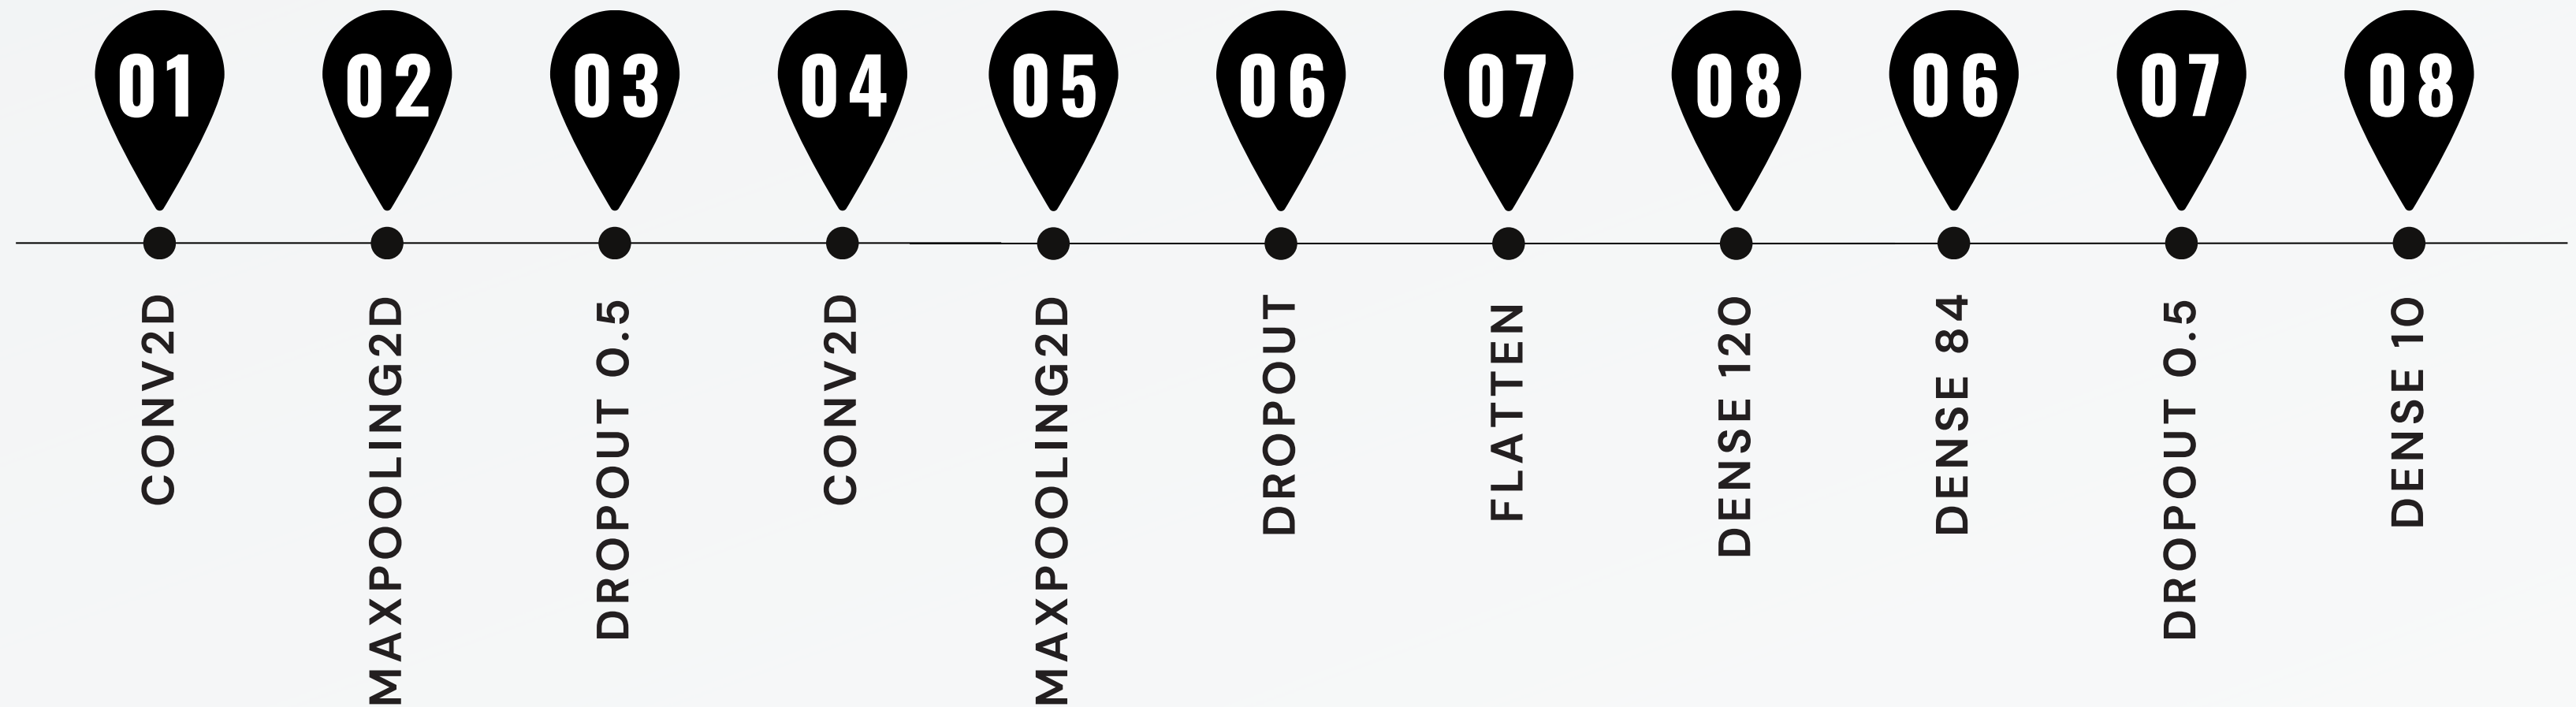 01 02 03 04 05 06 07 08 06 07 08
CONV2D
MAXPOOLING2D
DROPOUT 0.5
CONV2D
MAXPOOLING2D
DROPOUT
FLATTEN
DENSE 120
DENSE 84
DROPOUT 0.5
DENSE 10